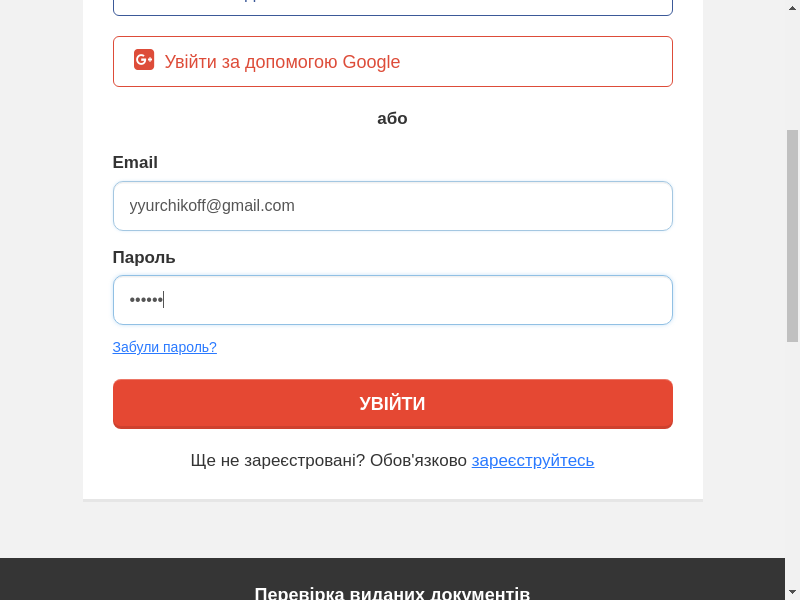 Увійти за допомогою Google
або
Email
yyurchikoff@gmail.com
Пароль
••••••
Забули пароль?
УВІЙТИ
Ще не зареєстровані? Обов'язково зареєструйтесь
Перевірка виданих документів